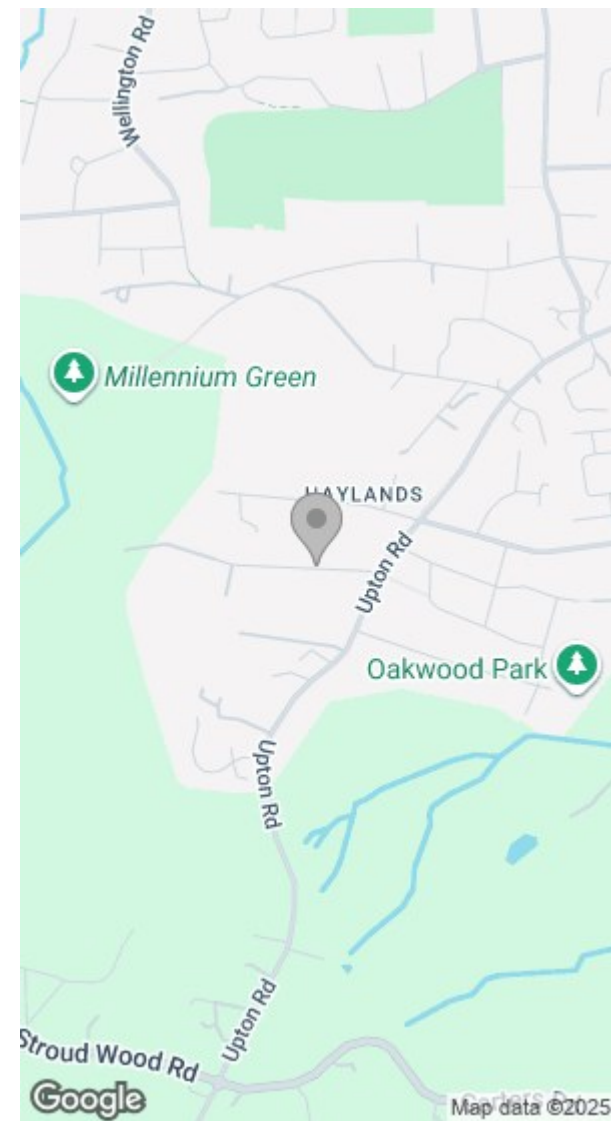 Wellington Rd
Millennium Green
HAYLANDS
Upton Rd
Oakwood Park
Upton Rd
Upton Rd
Stroud Wood Rd
Google
Map data ©2025